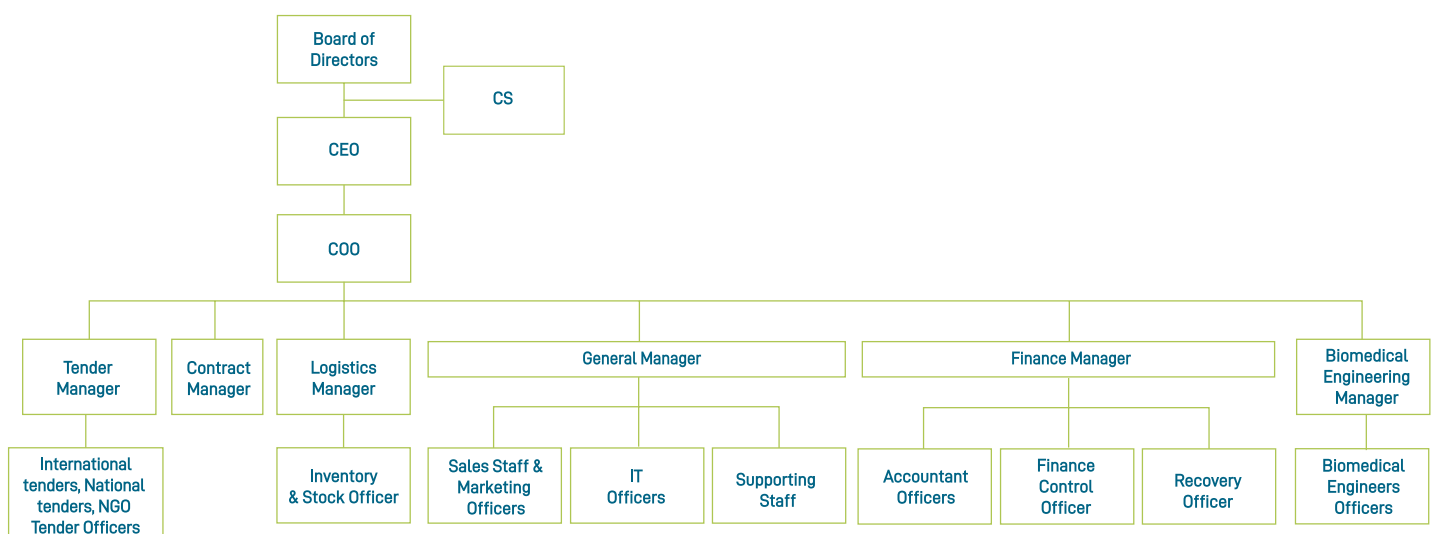 Board of
Directors
CS
CEO
COO
Tender
Manager
Contract
Manager
Logistics
Manager
General Manager
Finance Manager
Biomedical
Engineering
Manager
International
tenders, National
tenders, NGO
Tender Officers
Inventory
& Stock Officer
Sales Staff &
Marketing
Officers
IT
Officers
Supporting
Staff
Accountant
Officers
Finance
Control
Officer
Recovery
Officer
Biomedical
Engineers
Officers